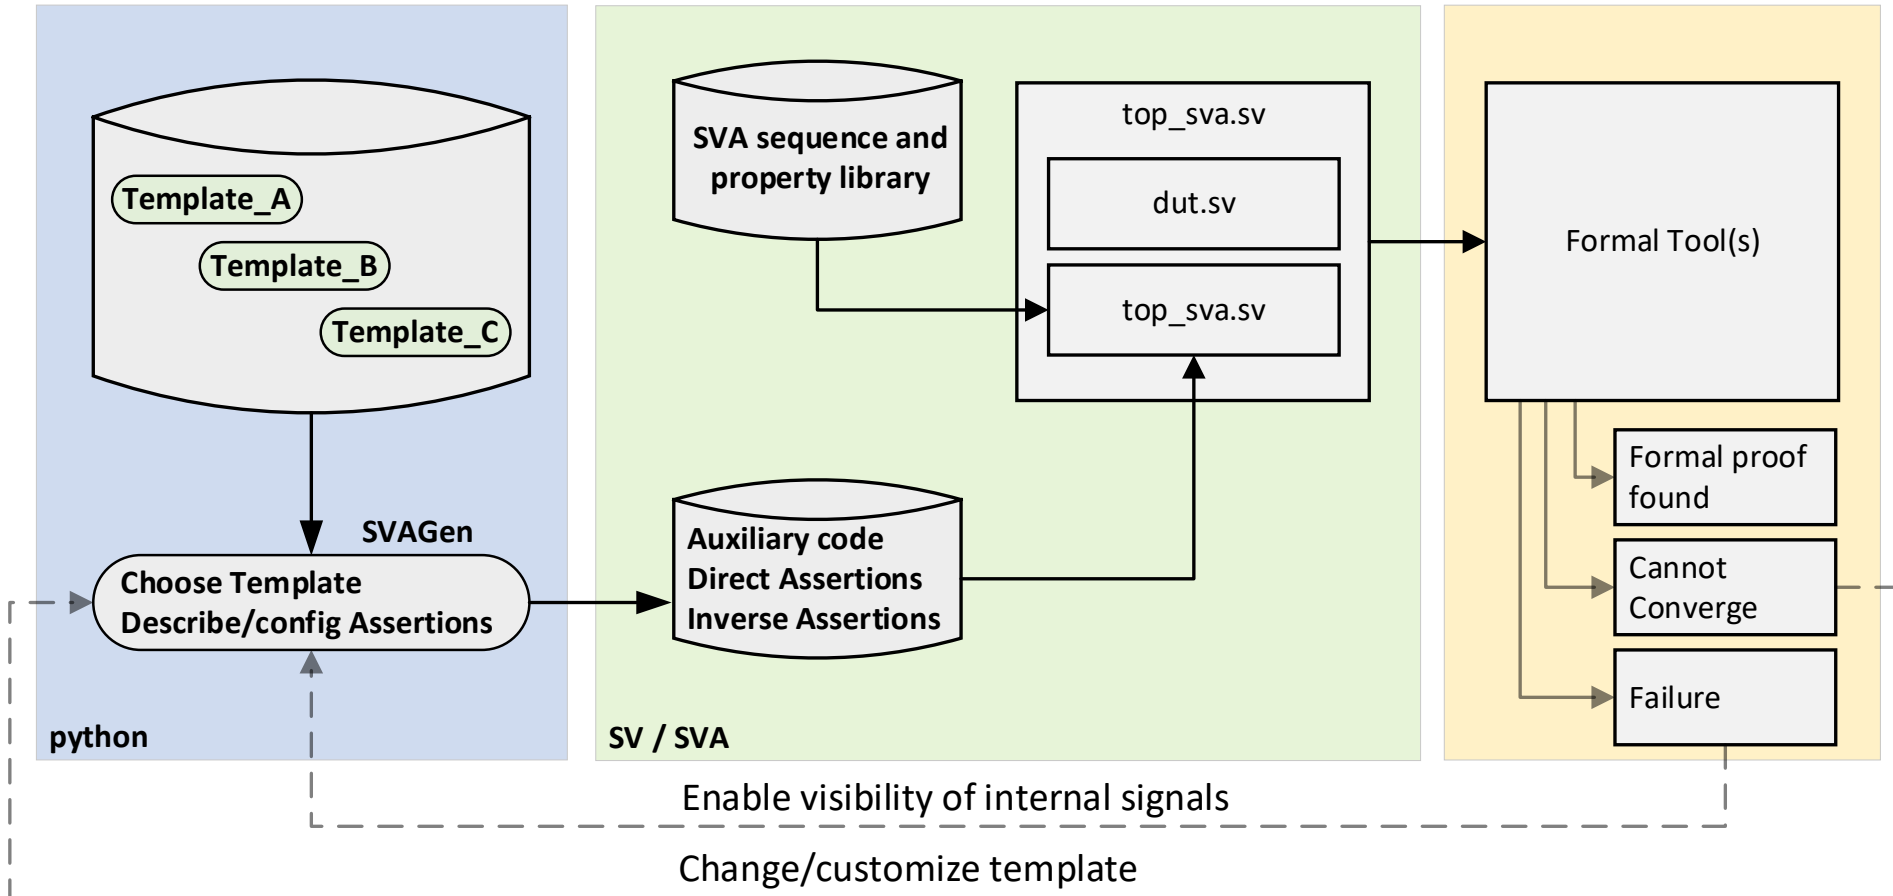 Template_A
Template_B
Template_C
SVAGen
Choose Template
Describe/config Assertions
python
SVA sequence and
property library
top_sva.sv
dut.sv
top_sva.sv
Auxiliary code
Direct Assertions
Inverse Assertions
SV / SVA
Formal Tool(s)
Formal proof
found
Cannot
Converge
Failure
Enable visibility of internal signals
Change/customize template